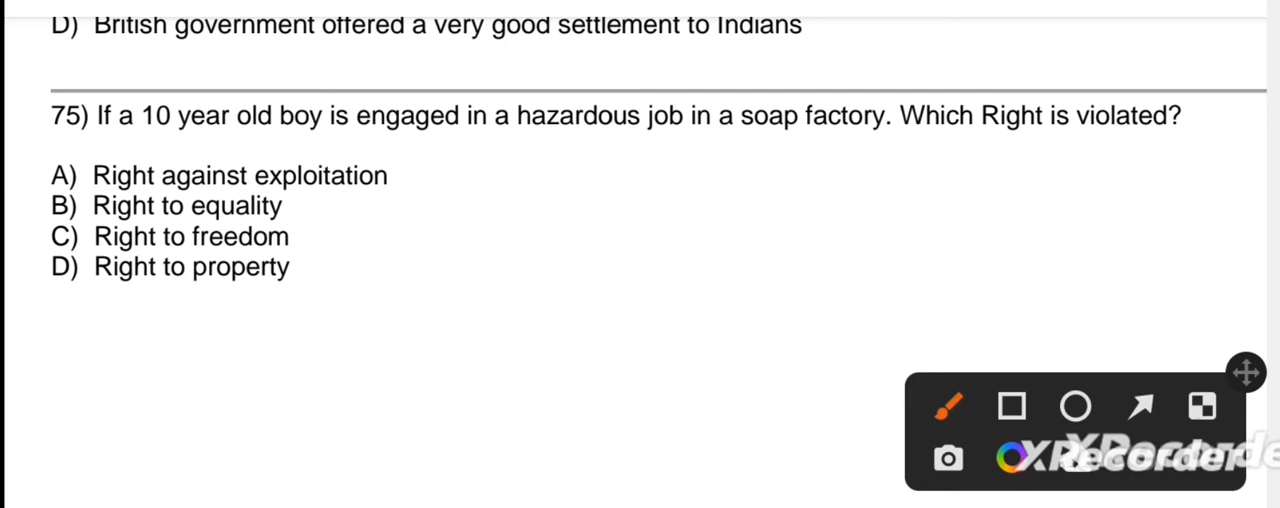 D) British government offered a very good settlement to Indians
75) If a 10 year old boy is engaged in a hazardous job in a soap factory. Which Right is violated?
A) Right against exploitation
B) Right to equality
C) Right to freedom
D) Right to property
XRecorder